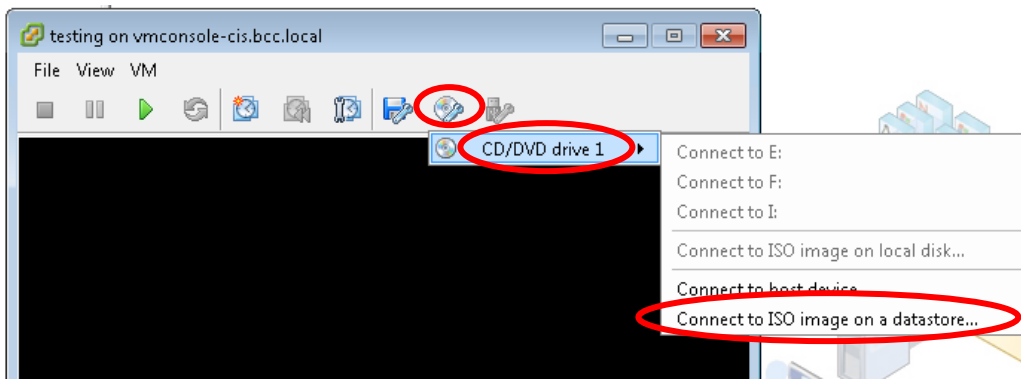 testing on vmconsole-cis.bcc.local
File View VM
CD/DVD drive 1
Connect to E:
Connect to F:
Connect to I:
Connect to ISO image on local disk...
Connect to host device...
Connect to ISO image on a datastore...